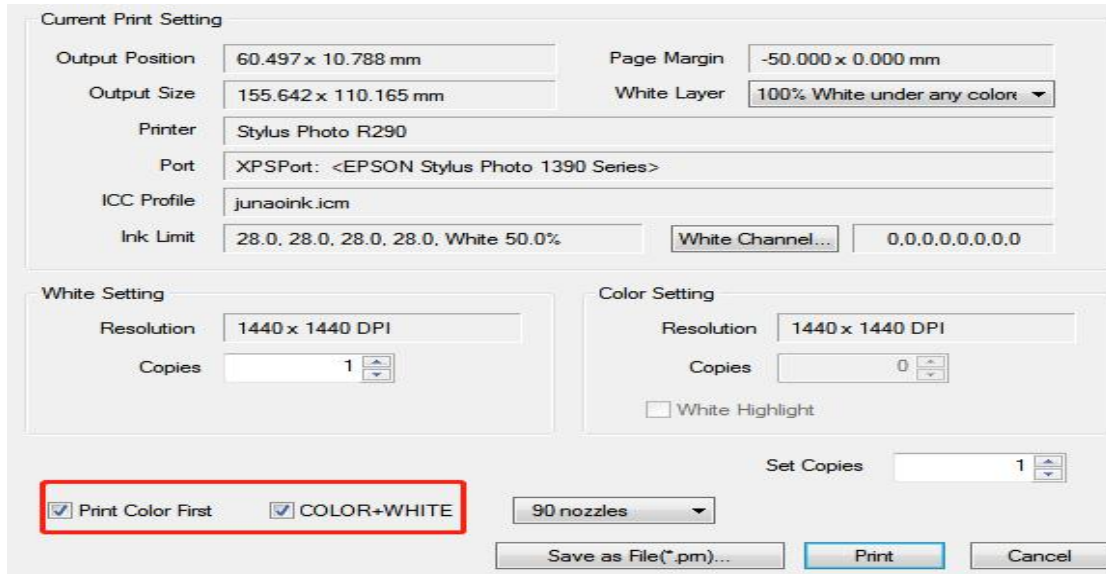 Current Print Setting
Output Position 60.497 x 10.788 mm Page Margin -50.000 x 0.000 mm
Output Size 155.642 x 110.165 mm White Layer 100% White under any colore
Printer Stylus Photo R290
Port XPSPort: <EPSON Stylus Photo 1390 Series>
ICC Profile junaoink.icm
Ink Limit 28.0, 28.0, 28.0, 28.0, White 50.0% White Channel... 0,0,0,0,0,0,0,0
White Setting Color Setting
Resolution 1440 x 1440 DPI Resolution 1440 x 1440 DPI
Copies 1 Copies 0
White Highlight
Set Copies 1
Print Color First COLOR+WHITE 90 nozzles
Save as File(*.prn)... Print Cancel